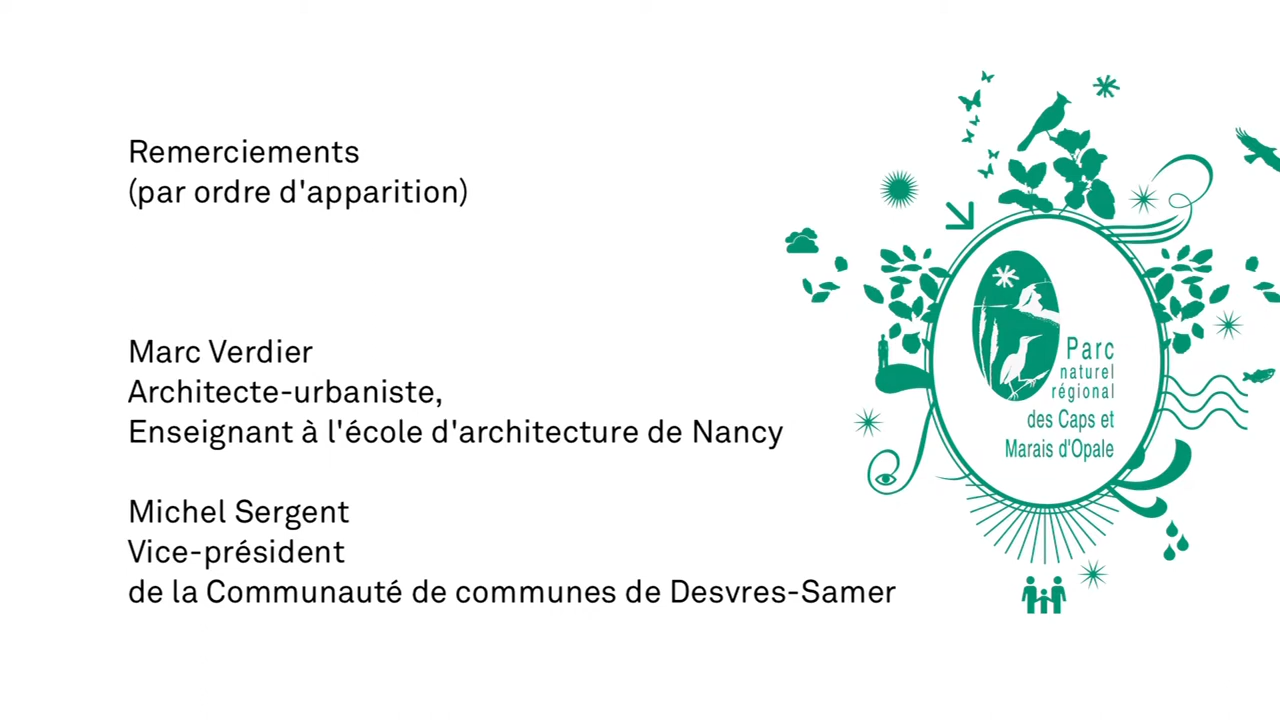 Remerciements
(par ordre d'apparition)
Marc Verdier
Architecte-urbaniste,
Enseignant à l'école d'architecture de Nancy
Michel Sergent
Vice-président
de la Communauté de communes de Desvres-Samer
Parc
naturel
régional
des Caps et
Marais d'Opale